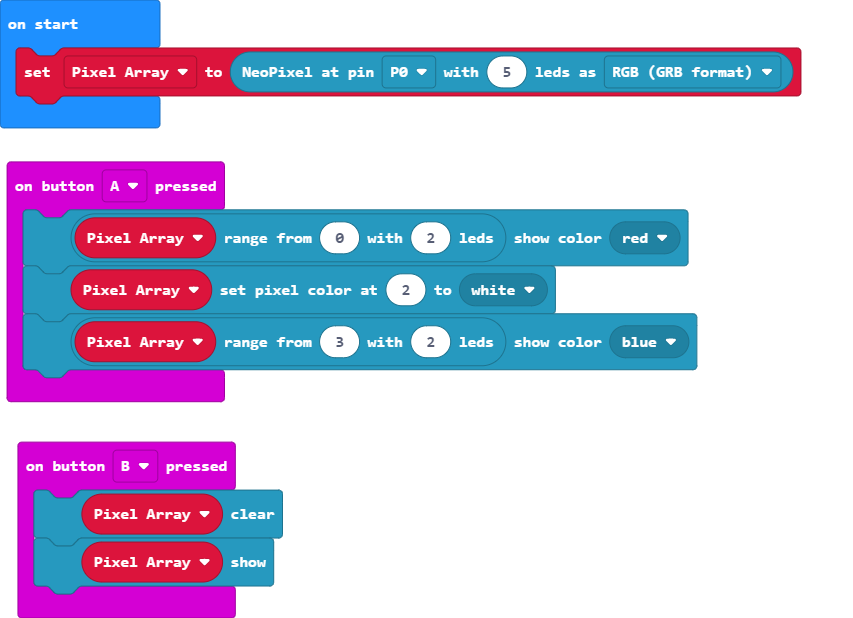 on start
set Pixel Array to NeoPixel at pin P0 with 5 leds as RGB (GRB format)
on button A pressed
Pixel Array range from 0 with 2 leds show color red
Pixel Array set pixel color at 2 to white
Pixel Array range from 3 with 2 leds show color blue
on button B pressed
Pixel Array clear
Pixel Array show